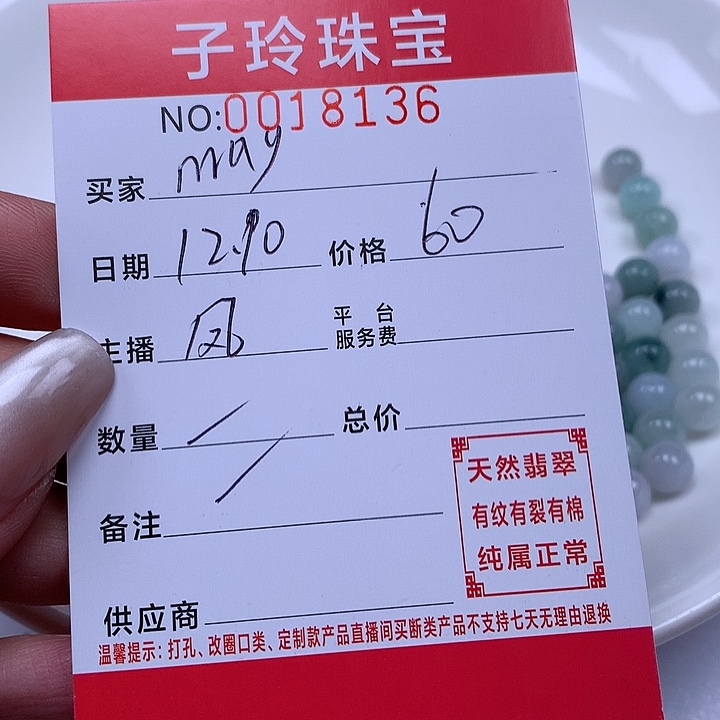 子玲珠宝
NO:0018136
买家 may
日期 12.10 价格 60
主播 凤 平台服务费
数量 / 总价
备注 /
天然翡翠
有纹有裂有棉
纯属正常
供应商
温馨提示:打孔、改圈口类、定制款产品直播间买断类产品不支持七天无理由退换